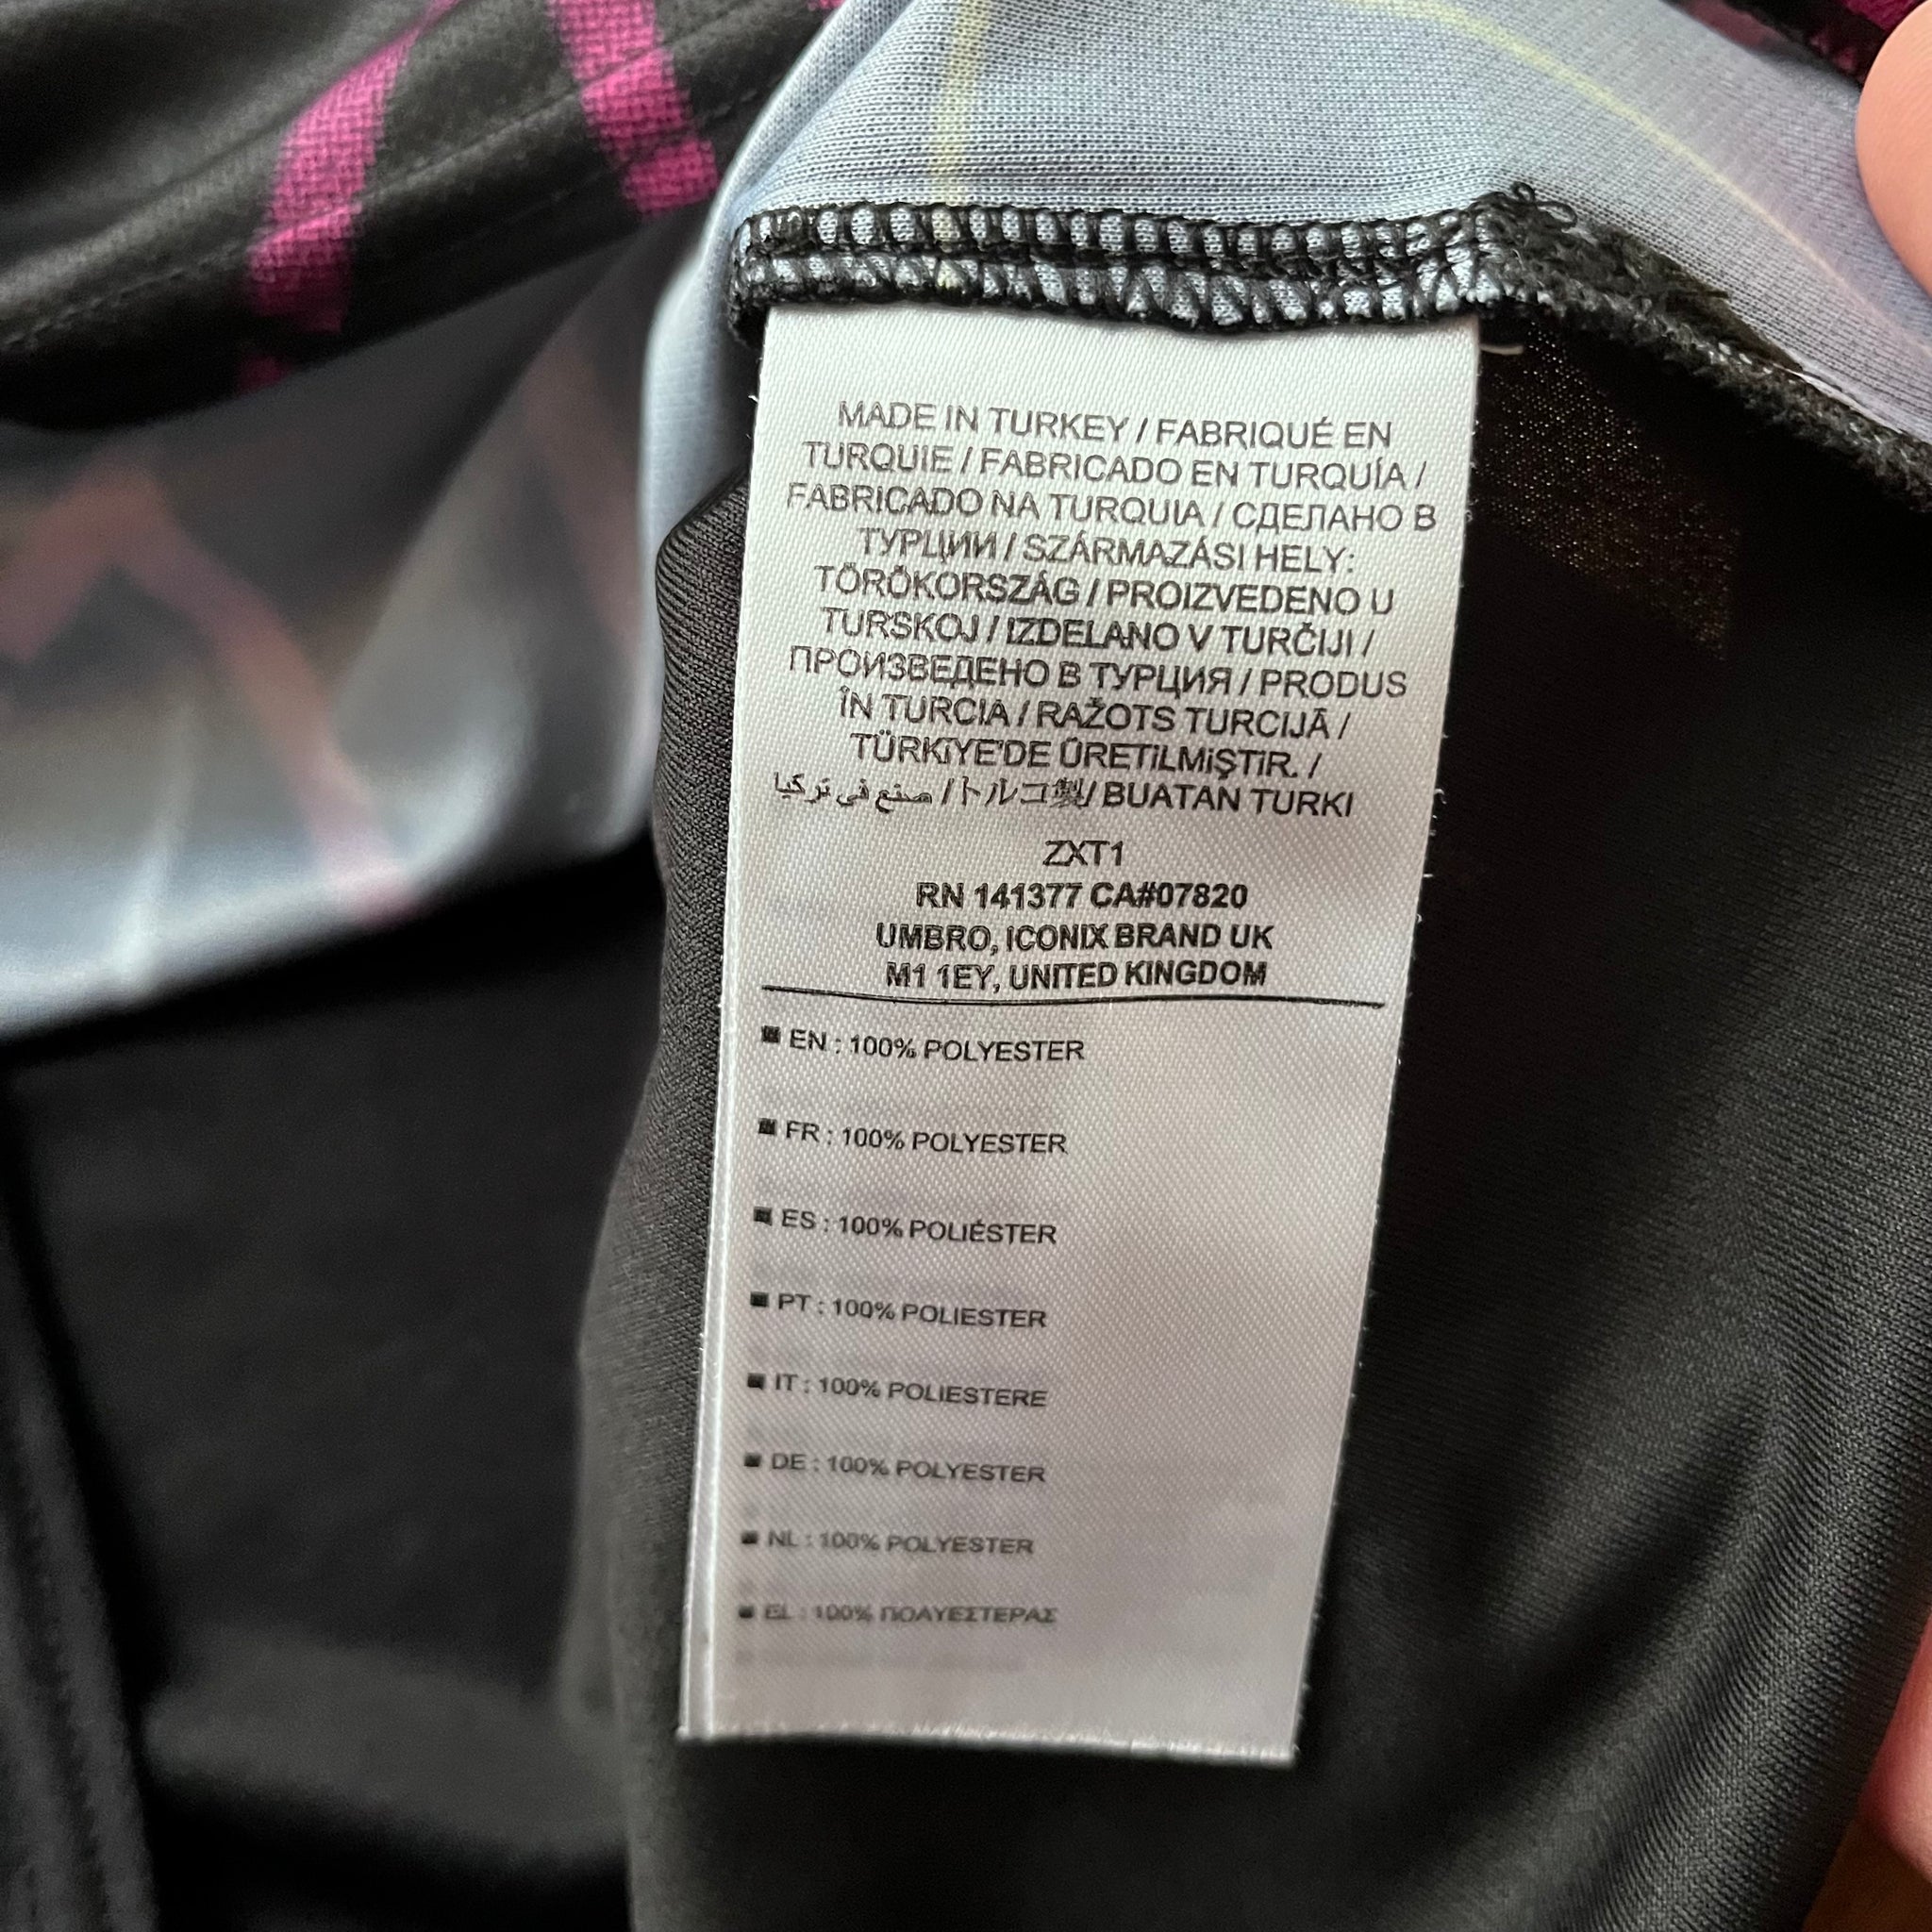 MADE IN TURKEY / FABRIQUÉ EN
TURQUIE / FABRICADO EN TURQUÍA /
FABRICADO NA TURQUIA / СДЕЛАНО В
ТУРЦИИ / SZÁRMAZÁSI HELY:
TÖRÖKORSZÁG / PROIZVEDENO U
TURSKOJ / IZDELANO V TURČIJI /
ПРОИЗВЕДЕНО В ТУРЦИЯ / PRODUS
ÎN TURCIA / RAŽOTS TURCIJĀ /
TÜRKİYE'DE ÜRETİLMİŞTİR. /
صنع في تركيا / トルコ製/ BUATAN TURKI
ZXT1
RN 141377 CA#07820
UMBRO, ICONIX BRAND UK
M1 1EY, UNITED KINGDOM
■ EN : 100% POLYESTER
■ FR : 100% POLYESTER
■ ES : 100% POLIÉSTER
■ PT : 100% POLIESTER
■ IT : 100% POLIESTERE
■ DE : 100% POLYESTER
■ NL : 100% POLYESTER
■ EL : 100% ΠΟΛΥΕΣΤΕΡΑΣ